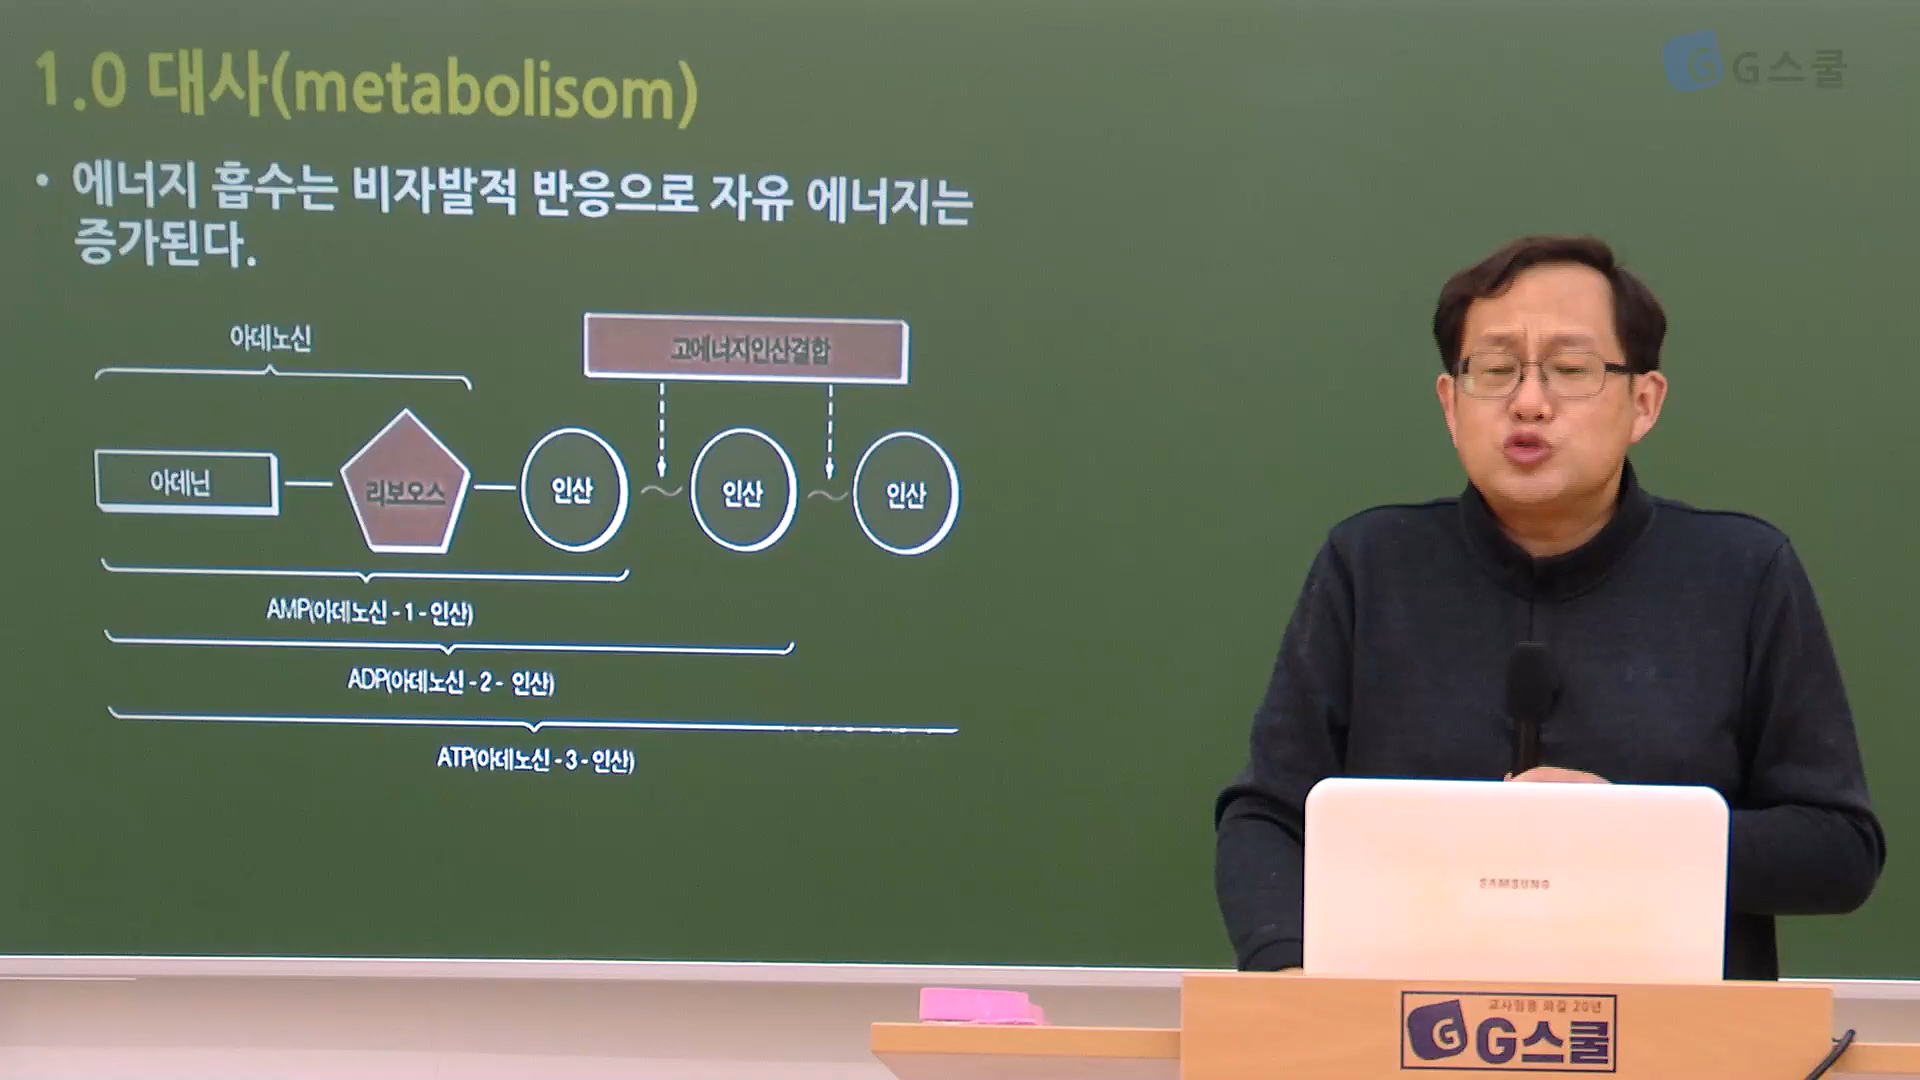 1.0 대사(metabolisom)
G스쿨
• 에너지 흡수는 비자발적 반응으로 자유 에너지는
증가된다.
아데노신
고에너지인산결합
아데닌
리보오스
인산
인산
인산
AMP(아데노신 - 1 - 인산)
ADP(아데노신 - 2 - 인산)
ATP(아데노신 - 3 - 인산)
SAMSUNG
교사임용 외길 20년
G스쿨